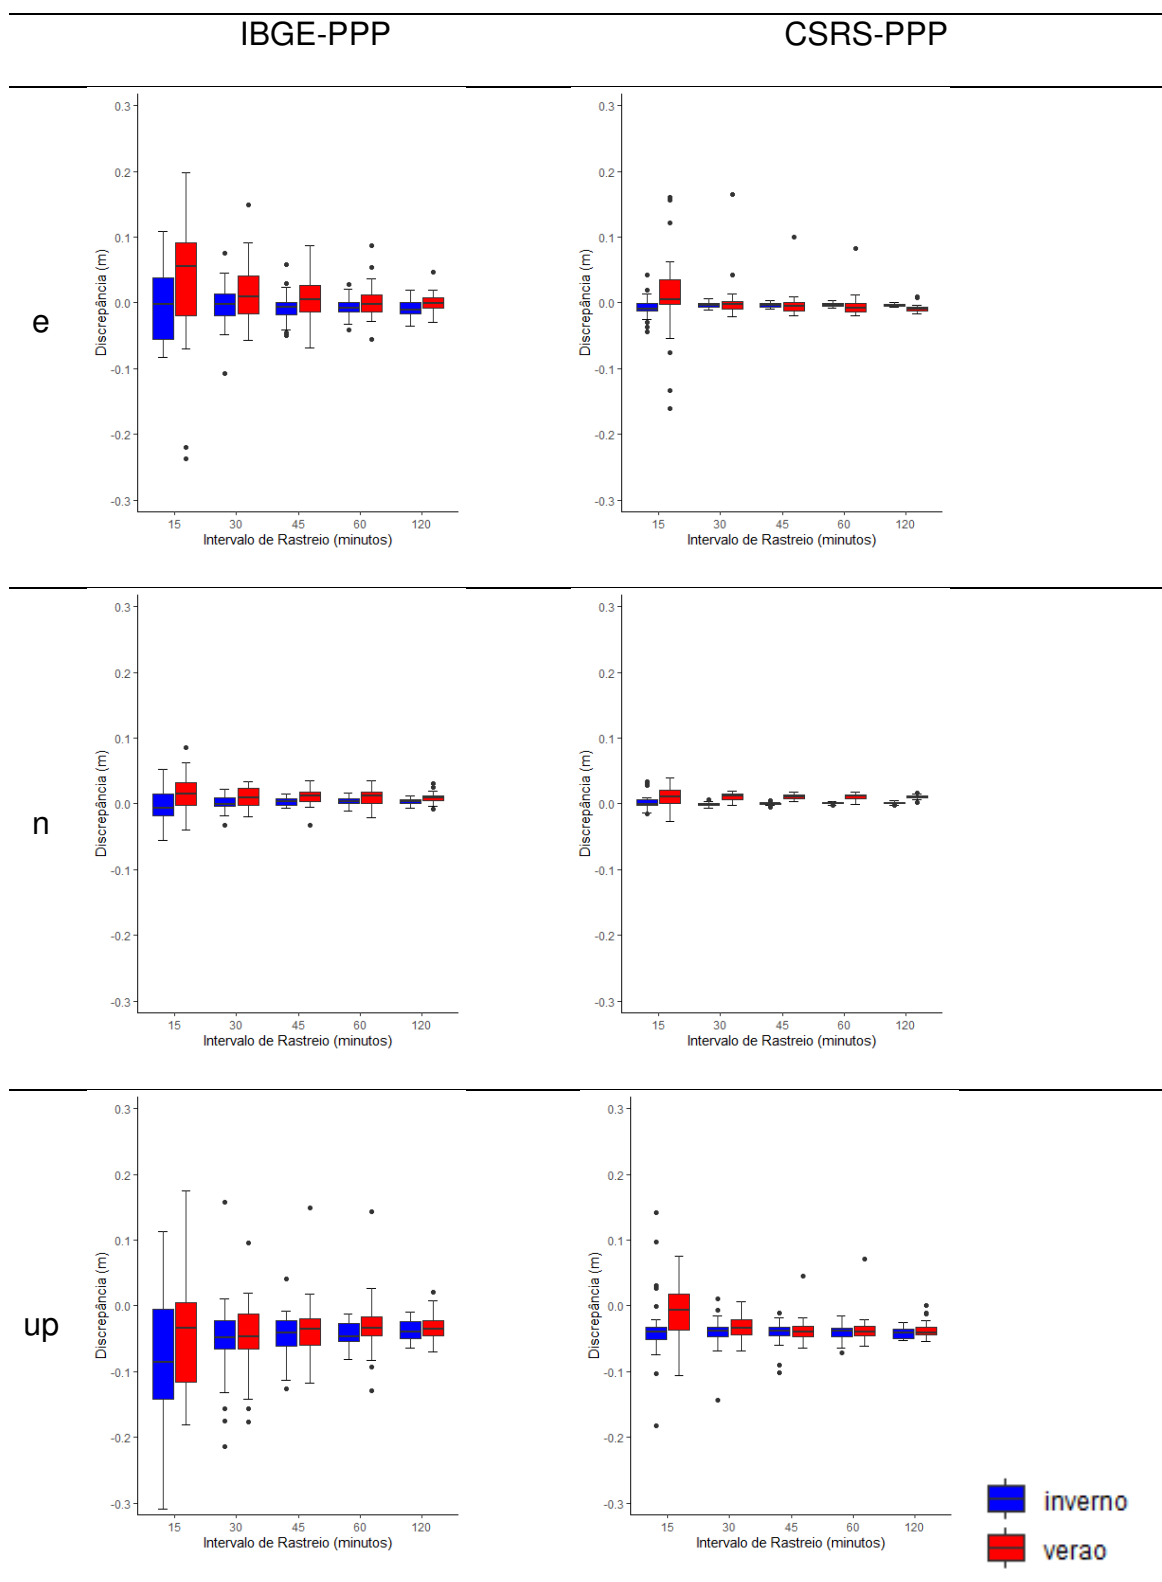 IBGE-PPP CSRS-PPP
e
Discrepância (m)
0.3
0.2
0.1
0.0
-0.1
-0.2
-0.3
15 30 45 60 120
Intervalo de Rastreio (minutos)
Discrepância (m)
0.3
0.2
0.1
0.0
-0.1
-0.2
-0.3
15 30 45 60 120
Intervalo de Rastreio (minutos)
n
Discrepância (m)
0.3
0.2
0.1
0.0
-0.1
-0.2
-0.3
15 30 45 60 120
Intervalo de Rastreio (minutos)
Discrepância (m)
0.3
0.2
0.1
0.0
-0.1
-0.2
-0.3
15 30 45 60 120
Intervalo de Rastreio (minutos)
up
Discrepância (m)
0.3
0.2
0.1
0.0
-0.1
-0.2
-0.3
15 30 45 60 120
Intervalo de Rastreio (minutos)
Discrepância (m)
0.3
0.2
0.1
0.0
-0.1
-0.2
-0.3
15 30 45 60 120
Intervalo de Rastreio (minutos)
inverno
verao